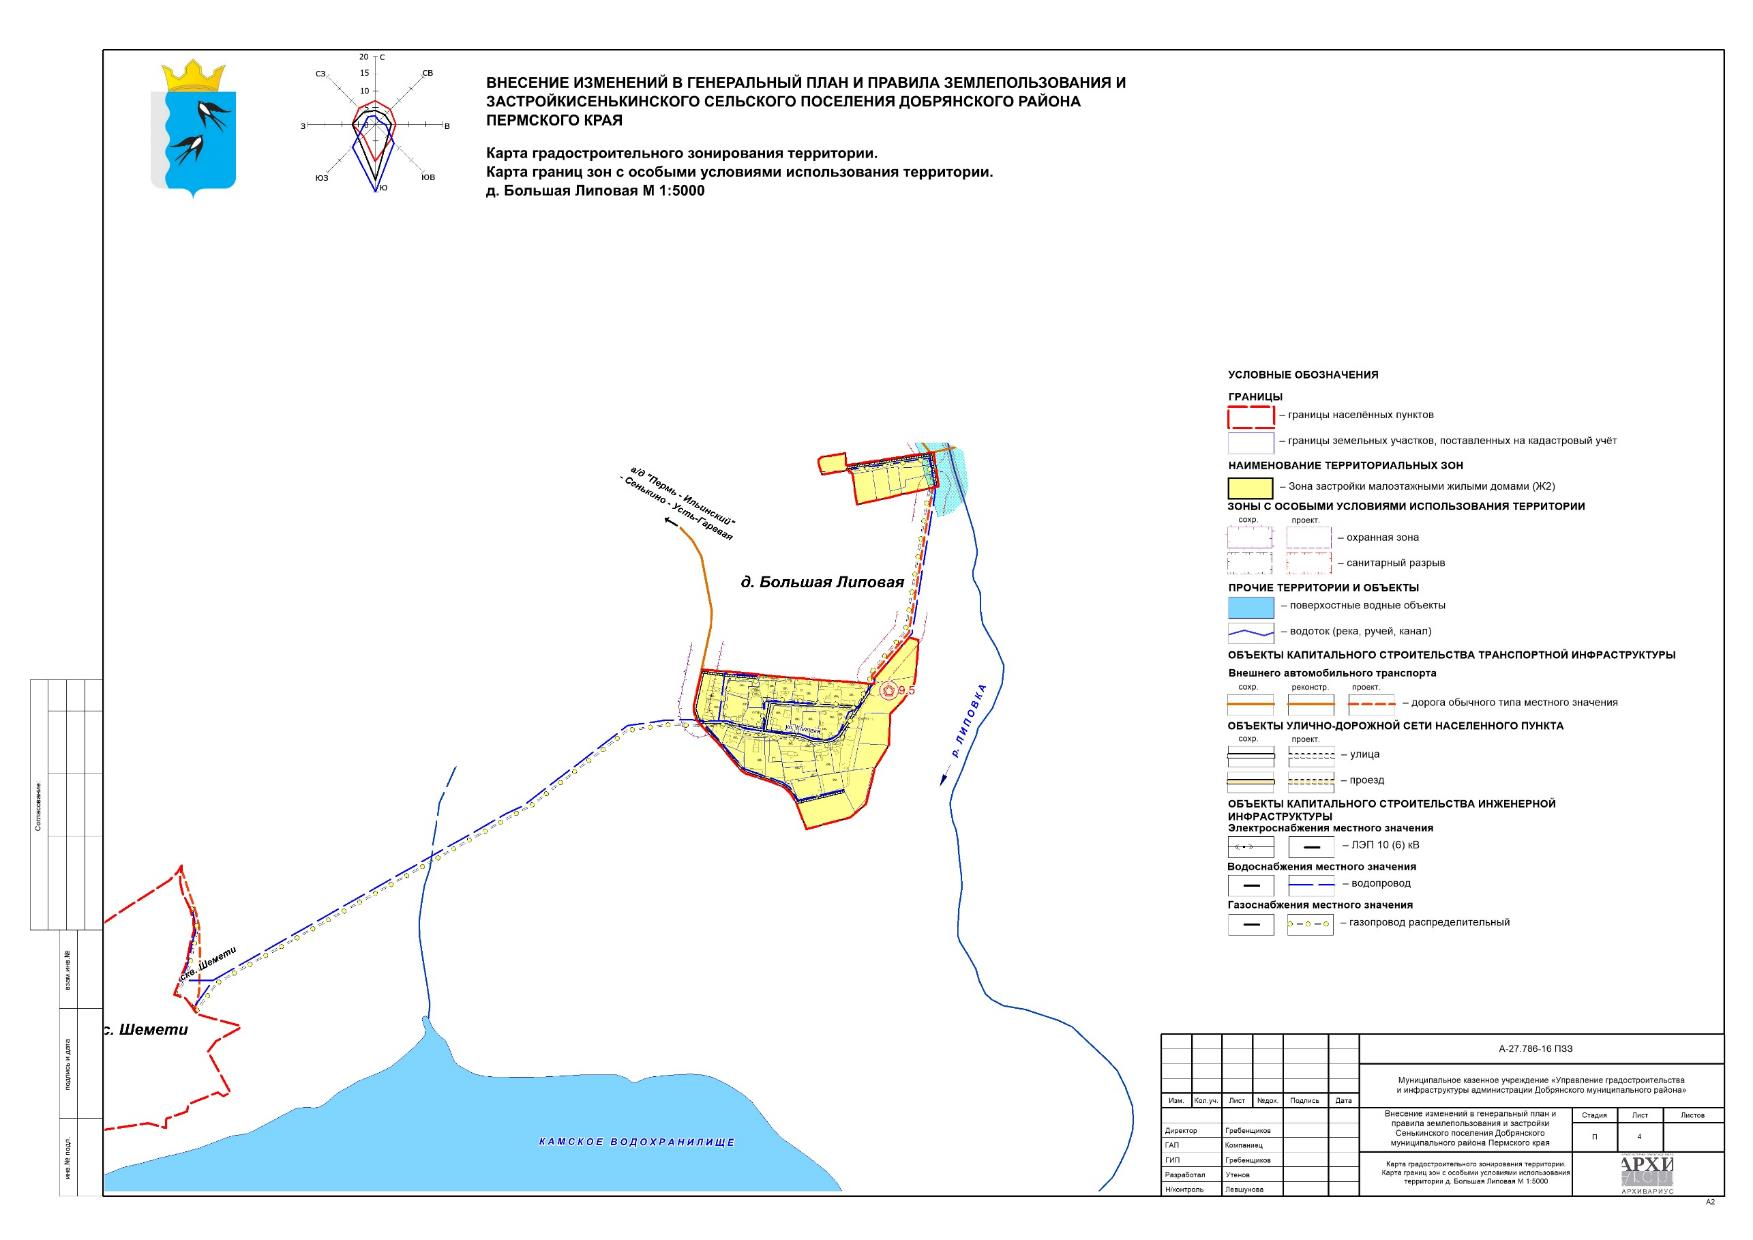 20
С
15
10
5
0
СЗ
СВ
З
В
ЮЗ
ЮВ
Ю
ВНЕСЕНИЕ ИЗМЕНЕНИЙ В ГЕНЕРАЛЬНЫЙ ПЛАН И ПРАВИЛА ЗЕМЛЕПОЛЬЗОВАНИЯ И
ЗАСТРОЙКИСЕНЬКИНСКОГО СЕЛЬСКОГО ПОСЕЛЕНИЯ ДОБРЯНСКОГО РАЙОНА
ПЕРМСКОГО КРАЯ
Карта градостроительного зонирования территории.
Карта границ зон с особыми условиями использования территории.
д. Большая Липовая М 1:5000
а/д "Пермь - Ильинский"
- Сенькино - Усть-Гаревая
д. Большая Липовая
9.5
р. ЛИПОВКА
скв. Шемети
с. Шемети
КАМСКОЕ ВОДОХРАНИЛИЩЕ
УСЛОВНЫЕ ОБОЗНАЧЕНИЯ
ГРАНИЦЫ
– границы населённых пунктов
– границы земельных участков, поставленных на кадастровый учёт
НАИМЕНОВАНИЕ ТЕРРИТОРИАЛЬНЫХ ЗОН
– Зона застройки малоэтажными жилыми домами (Ж2)
ЗОНЫ С ОСОБЫМИ УСЛОВИЯМИ ИСПОЛЬЗОВАНИЯ ТЕРРИТОРИИ
сохр. проект.
– охранная зона
– санитарный разрыв
ПРОЧИЕ ТЕРРИТОРИИ И ОБЪЕКТЫ
– поверхостные водные объекты
– водоток (река, ручей, канал)
ОБЪЕКТЫ КАПИТАЛЬНОГО СТРОИТЕЛЬСТВА ТРАНСПОРТНОЙ ИНФРАСТРУКТУРЫ
Внешнего автомобильного транспорта
сохр. реконстр. проект.
– дорога обычного типа местного значения
ОБЪЕКТЫ УЛИЧНО-ДОРОЖНОЙ СЕТИ НАСЕЛЕННОГО ПУНКТА
сохр. проект.
– улица
– проезд
ОБЪЕКТЫ КАПИТАЛЬНОГО СТРОИТЕЛЬСТВА ИНЖЕНЕРНОЙ
ИНФРАСТРУКТУРЫ
Электроснабжения местного значения
– ЛЭП 10 (6) кВ
Водоснабжения местного значения
– водопровод
Газоснабжения местного значения
– газопровод распределительный
Согласование:
взам.инв.№
подпись и дата
инв.№ подл.
А-27.786-16 ПЗЗ
Муниципальное казенное учреждение «Управление градостроительства
и инфраструктуры администрации Добрянского муниципального района»
Изм. Кол.уч. Лист №док. Подпись Дата
Директор Гребенщиков
ГАП Компаниец
ГИП Гребенщиков
Разработал Утенов
Н/контроль Левшунова
Внесение изменений в генеральный план и
правила землепользования и застройки
Сенькинского поселения Добрянского
муниципального района Пермского края
Стадия Лист Листов
П 4
Карта градостроительного зонирования территории.
Карта границ зон с особыми условиями использования
территории д. Большая Липовая М 1:5000
АРХИ
АРХИВАРИУС
А2